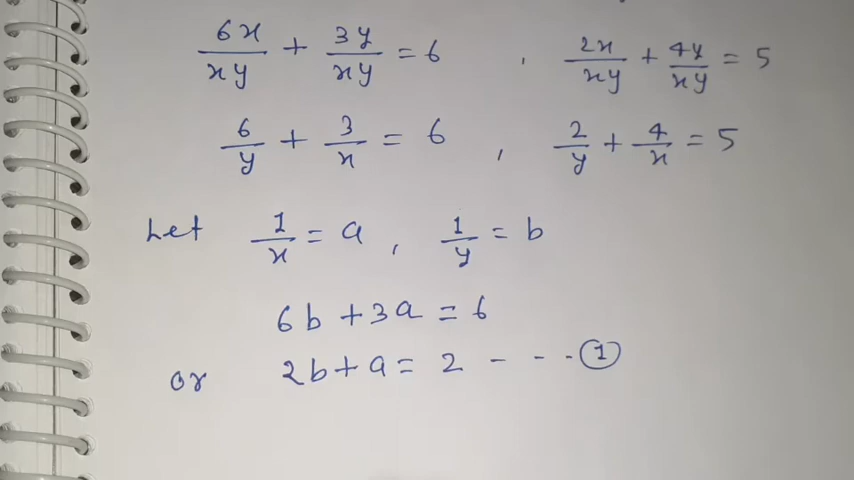 6x/xy + 3y/xy = 6 , 2x/xy + 4y/xy = 5
6/y + 3/x = 6 , 2/y + 4/x = 5
Let 1/x = a , 1/y = b
6b + 3a = 6
or 2b + a = 2 - - - ①